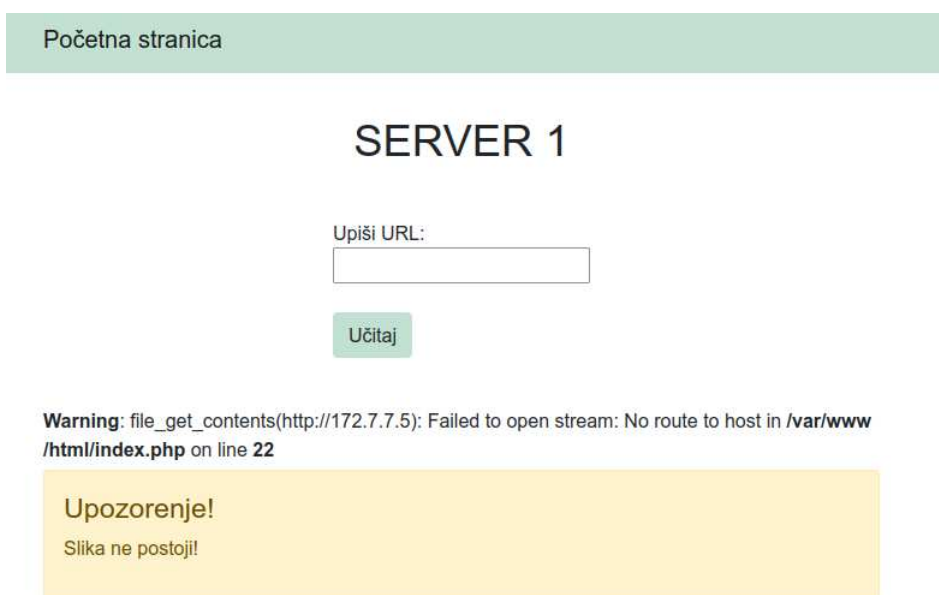 Početna stranica
SERVER 1
Upiši URL:
Učitaj
Warning: file_get_contents(http://172.7.7.5): Failed to open stream: No route to host in /var/www
/html/index.php on line 22
Upozorenje!
Slika ne postoji!